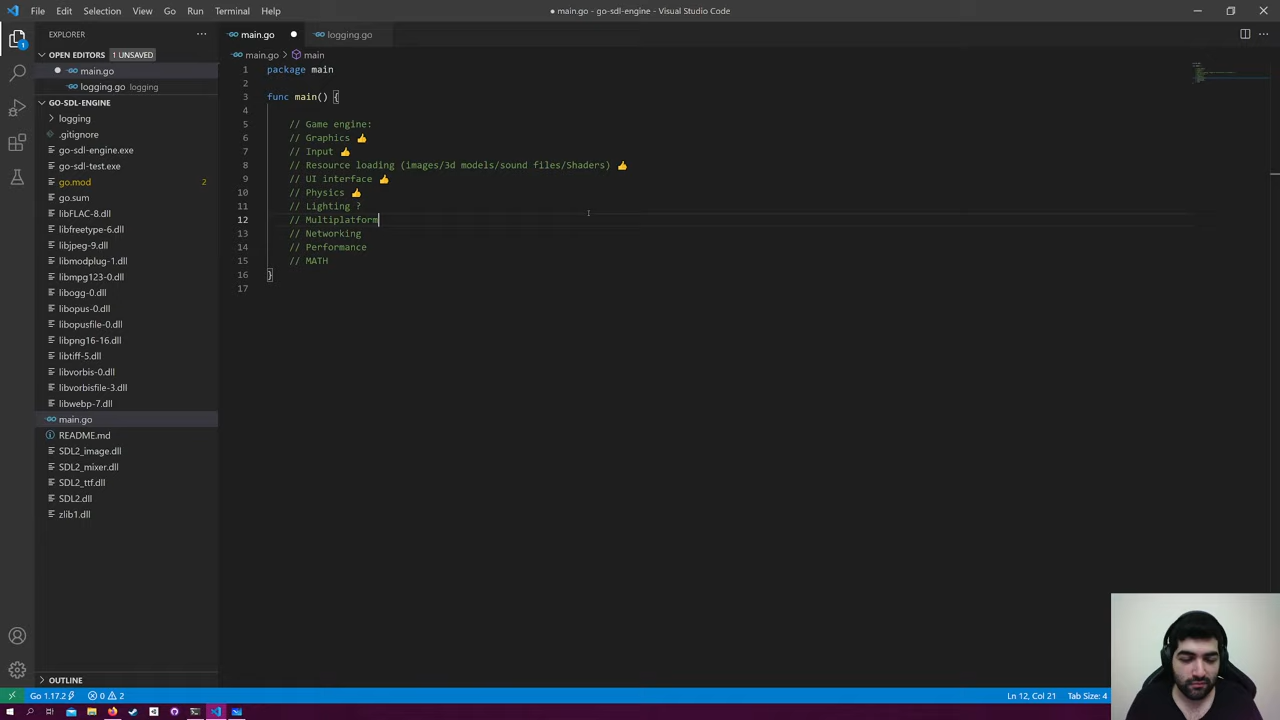 File Edit Selection View Go Run Terminal Help
● main.go - go-sdl-engine - Visual Studio Code
EXPLORER
main.go ●
logging.go
OPEN EDITORS 1 UNSAVED
main.go > main
main.go
logging.go logging
GO-SDL-ENGINE
logging
.gitignore
go-sdl-engine.exe
go-sdl-test.exe
go.mod 2
go.sum
libFLAC-8.dll
libfreetype-6.dll
libjpeg-9.dll
libmodplug-1.dll
libmpg123-0.dll
libogg-0.dll
libopus-0.dll
libopusfile-0.dll
libpng16-16.dll
libtiff-5.dll
libvorbis-0.dll
libvorbisfile-3.dll
libwebp-7.dll
main.go
README.md
SDL2_image.dll
SDL2_mixer.dll
SDL2_ttf.dll
SDL2.dll
zlib1.dll
OUTLINE
1 package main
2
3 func main() {
4
5 // Game engine:
6 // Graphics 👍
7 // Input 👍
8 // Resource loading (images/3d models/sound files/Shaders) 👍
9 // UI interface 👍
10 // Physics 👍
11 // Lighting ?
12 // Multiplatform
13 // Networking
14 // Performance
15 // MATH
16 }
17
1
Go 1.17.2 0 2
Ln 12, Col 21 Tab Size: 4